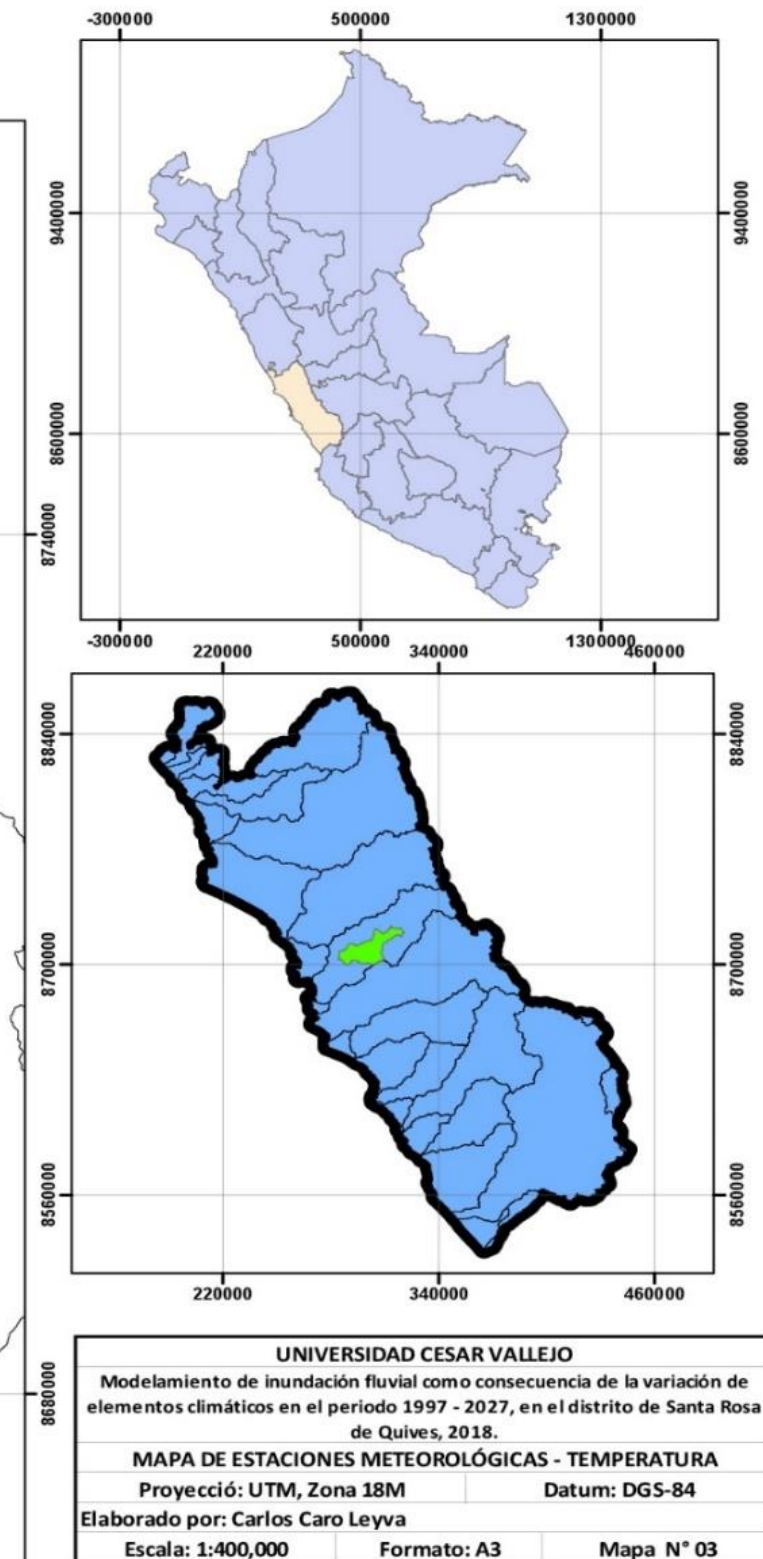 -300000 500000 1300000
9400000 9400000
8600000 8600000
8740000
-300000 500000 1300000
220000 340000 460000
8840000 8840000
8700000 8700000
8560000 8560000
220000 340000 460000
8680000
UNIVERSIDAD CESAR VALLEJO
Modelamiento de inundación fluvial como consecuencia de la variación de
elementos climáticos en el periodo 1997 - 2027, en el distrito de Santa Rosa
de Quives, 2018.
MAPA DE ESTACIONES METEOROLÓGICAS - TEMPERATURA
Proyecció: UTM, Zona 18M Datum: DGS-84
Elaborado por: Carlos Caro Leyva
Escala: 1:400,000 Formato: A3 Mapa N° 03